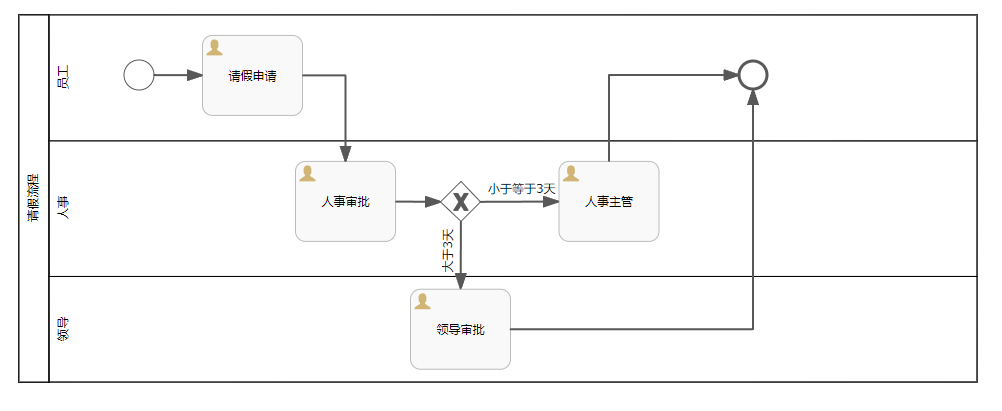 请假流程
员工
请假申请
人事
人事审批
小于等于3天
人事主管
大于3天
领导
领导审批